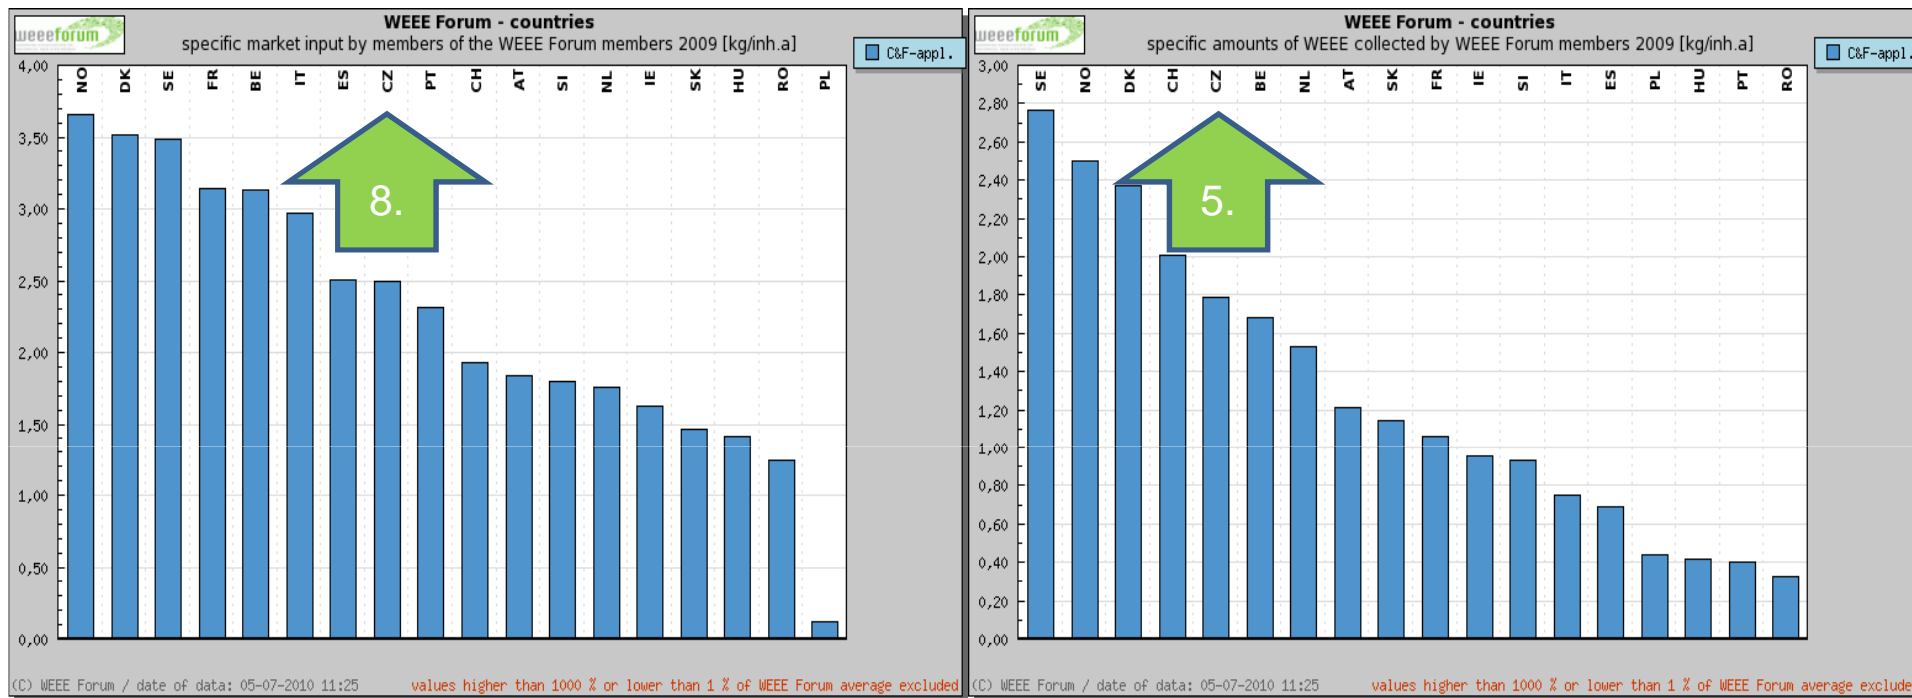 weeeforum
WEEE Forum - countries
specific market input by members of the WEEE Forum members 2009 [kg/inh.a]
C&F-appl.
4,00
3,50
3,00
2,50
2,00
1,50
1,00
0,50
0,00
NO DK SE FR BE IT ES CZ PT CH AT SI NL IE SK HU RO PL
8.
(C) WEEE Forum / date of data: 05-07-2010 11:25 values higher than 1000 % or lower than 1 % of WEEE Forum average excluded
weeeforum
WEEE Forum - countries
specific amounts of WEEE collected by WEEE Forum members 2009 [kg/inh.a]
C&F-appl.
3,00
2,80
2,60
2,40
2,20
2,00
1,80
1,60
1,40
1,20
1,00
0,80
0,60
0,40
0,20
0,00
SE NO DK CH CZ BE NL AT SK FR IE SI IT ES PL HU PT RO
5.
(C) WEEE Forum / date of data: 05-07-2010 11:25 values higher than 1000 % or lower than 1 % of WEEE Forum average exclude